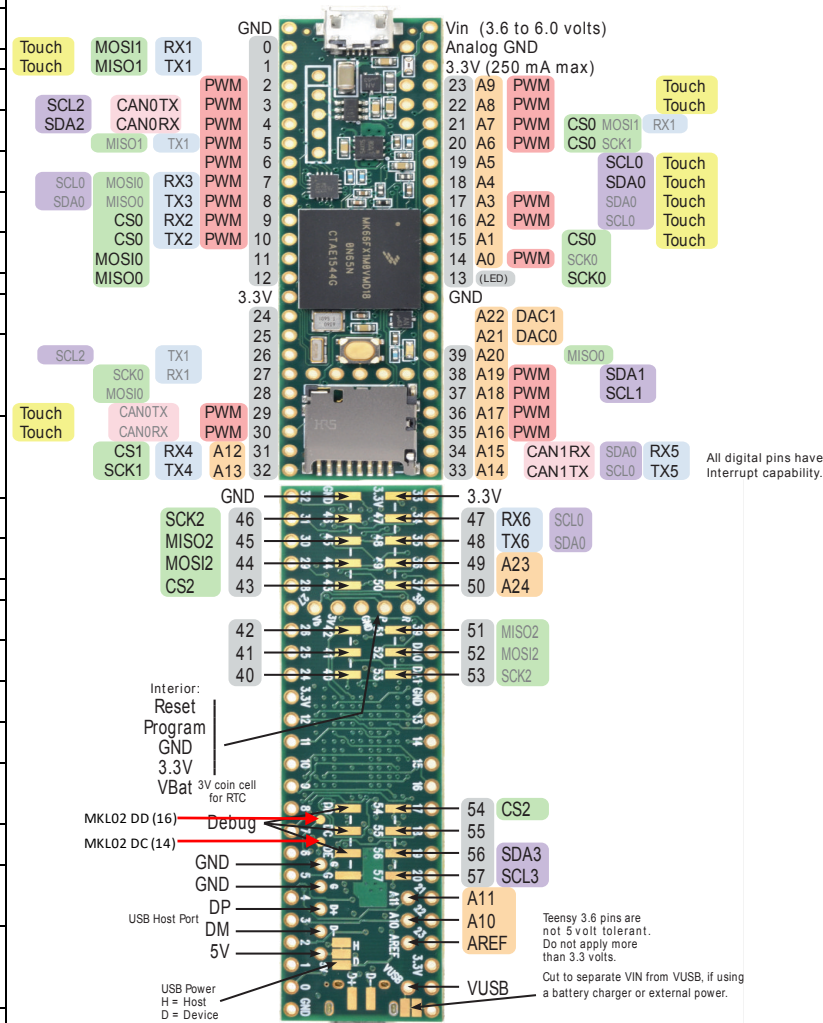 GND Vin (3.6 to 6.0 volts)
Touch MOSI1 RX1 0 Analog GND
Touch MISO1 TX1 1 3.3V (250 mA max)
PWM 2 23 A9 PWM Touch
SCL2 CAN0TX PWM 3 22 A8 PWM Touch
SDA2 CAN0RX PWM 4 21 A7 PWM CS0 MOSI1 RX1
MISO1 TX1 PWM 5 20 A6 PWM CS0 SCK1
PWM 6 19 A5 SCL0 Touch
SCL0 MOSI0 RX3 PWM 7 18 A4 SDA0 Touch
SDA0 MISO0 TX3 PWM 8 17 A3 PWM SDA0 Touch
CS0 RX2 PWM 9 16 A2 PWM SCL0 Touch
CS0 TX2 PWM 10 15 A1 CS0 Touch
MOSI0 11 14 A0 PWM SCK0
MISO0 12 13 (LED) SCK0
MK66FX1M0VMD18
0N65N
CTAE1544G
3.3V GND
24 A22 DAC1
25 A21 DAC0
SCL2 TX1 26 39 A20 MISO0
SCK0 RX1 27 38 A19 PWM SDA1
MOSI0 28 37 A18 PWM SCL1
Touch CAN0TX PWM 29 36 A17 PWM
Touch CAN0RX PWM 30 35 A16 PWM
CS1 RX4 A12 31 34 A15 CAN1RX SDA0 RX5
SCK1 TX4 A13 32 33 A14 CAN1TX SCL0 TX5
All digital pins have
Interrupt capability.
GND 3.3V
SCK2 46 47 RX6 SCL0
MISO2 45 48 TX6 SDA0
MOSI2 44 49 A23
CS2 43 50 A24
42 51 MISO2
41 52 MOSI2
40 53 SCK2
Interior:
Reset
Program
GND
3.3V
VBat 3V coin cell
for RTC
54 CS2
MKL02 DD (16) Debug 55
MKL02 DC (14) 56 SDA3
GND 57 SCL3
GND A11
DP A10
USB Host Port
DM AREF
5V
Teensy 3.6 pins are
not 5 volt tolerant.
Do not apply more
than 3.3 volts.
USB Power
H = Host
D = Device
VUSB
Cut to separate VIN from VUSB, if using
a battery charger or external power.